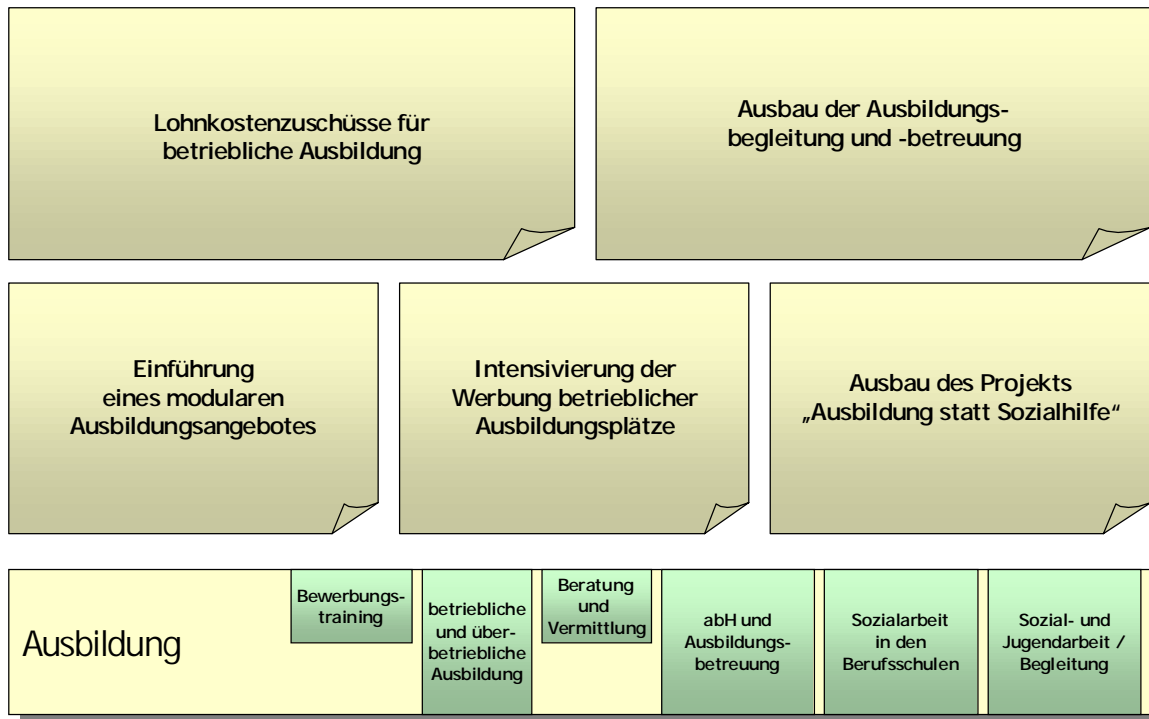 Lohnkostenzuschüsse für
betriebliche Ausbildung
Ausbau der Ausbildungs-
begleitung und -betreuung
Einführung
eines modularen
Ausbildungsangebotes
Intensivierung der
Werbung betrieblicher
Ausbildungsplätze
Ausbau des Projekts
„Ausbildung statt Sozialhilfe“
Ausbildung
Bewerbungs-
training
betriebliche
und über-
betriebliche
Ausbildung
Beratung
und
Vermittlung
abH und
Ausbildungs-
betreuung
Sozialarbeit
in den
Berufsschulen
Sozial- und
Jugendarbeit /
Begleitung